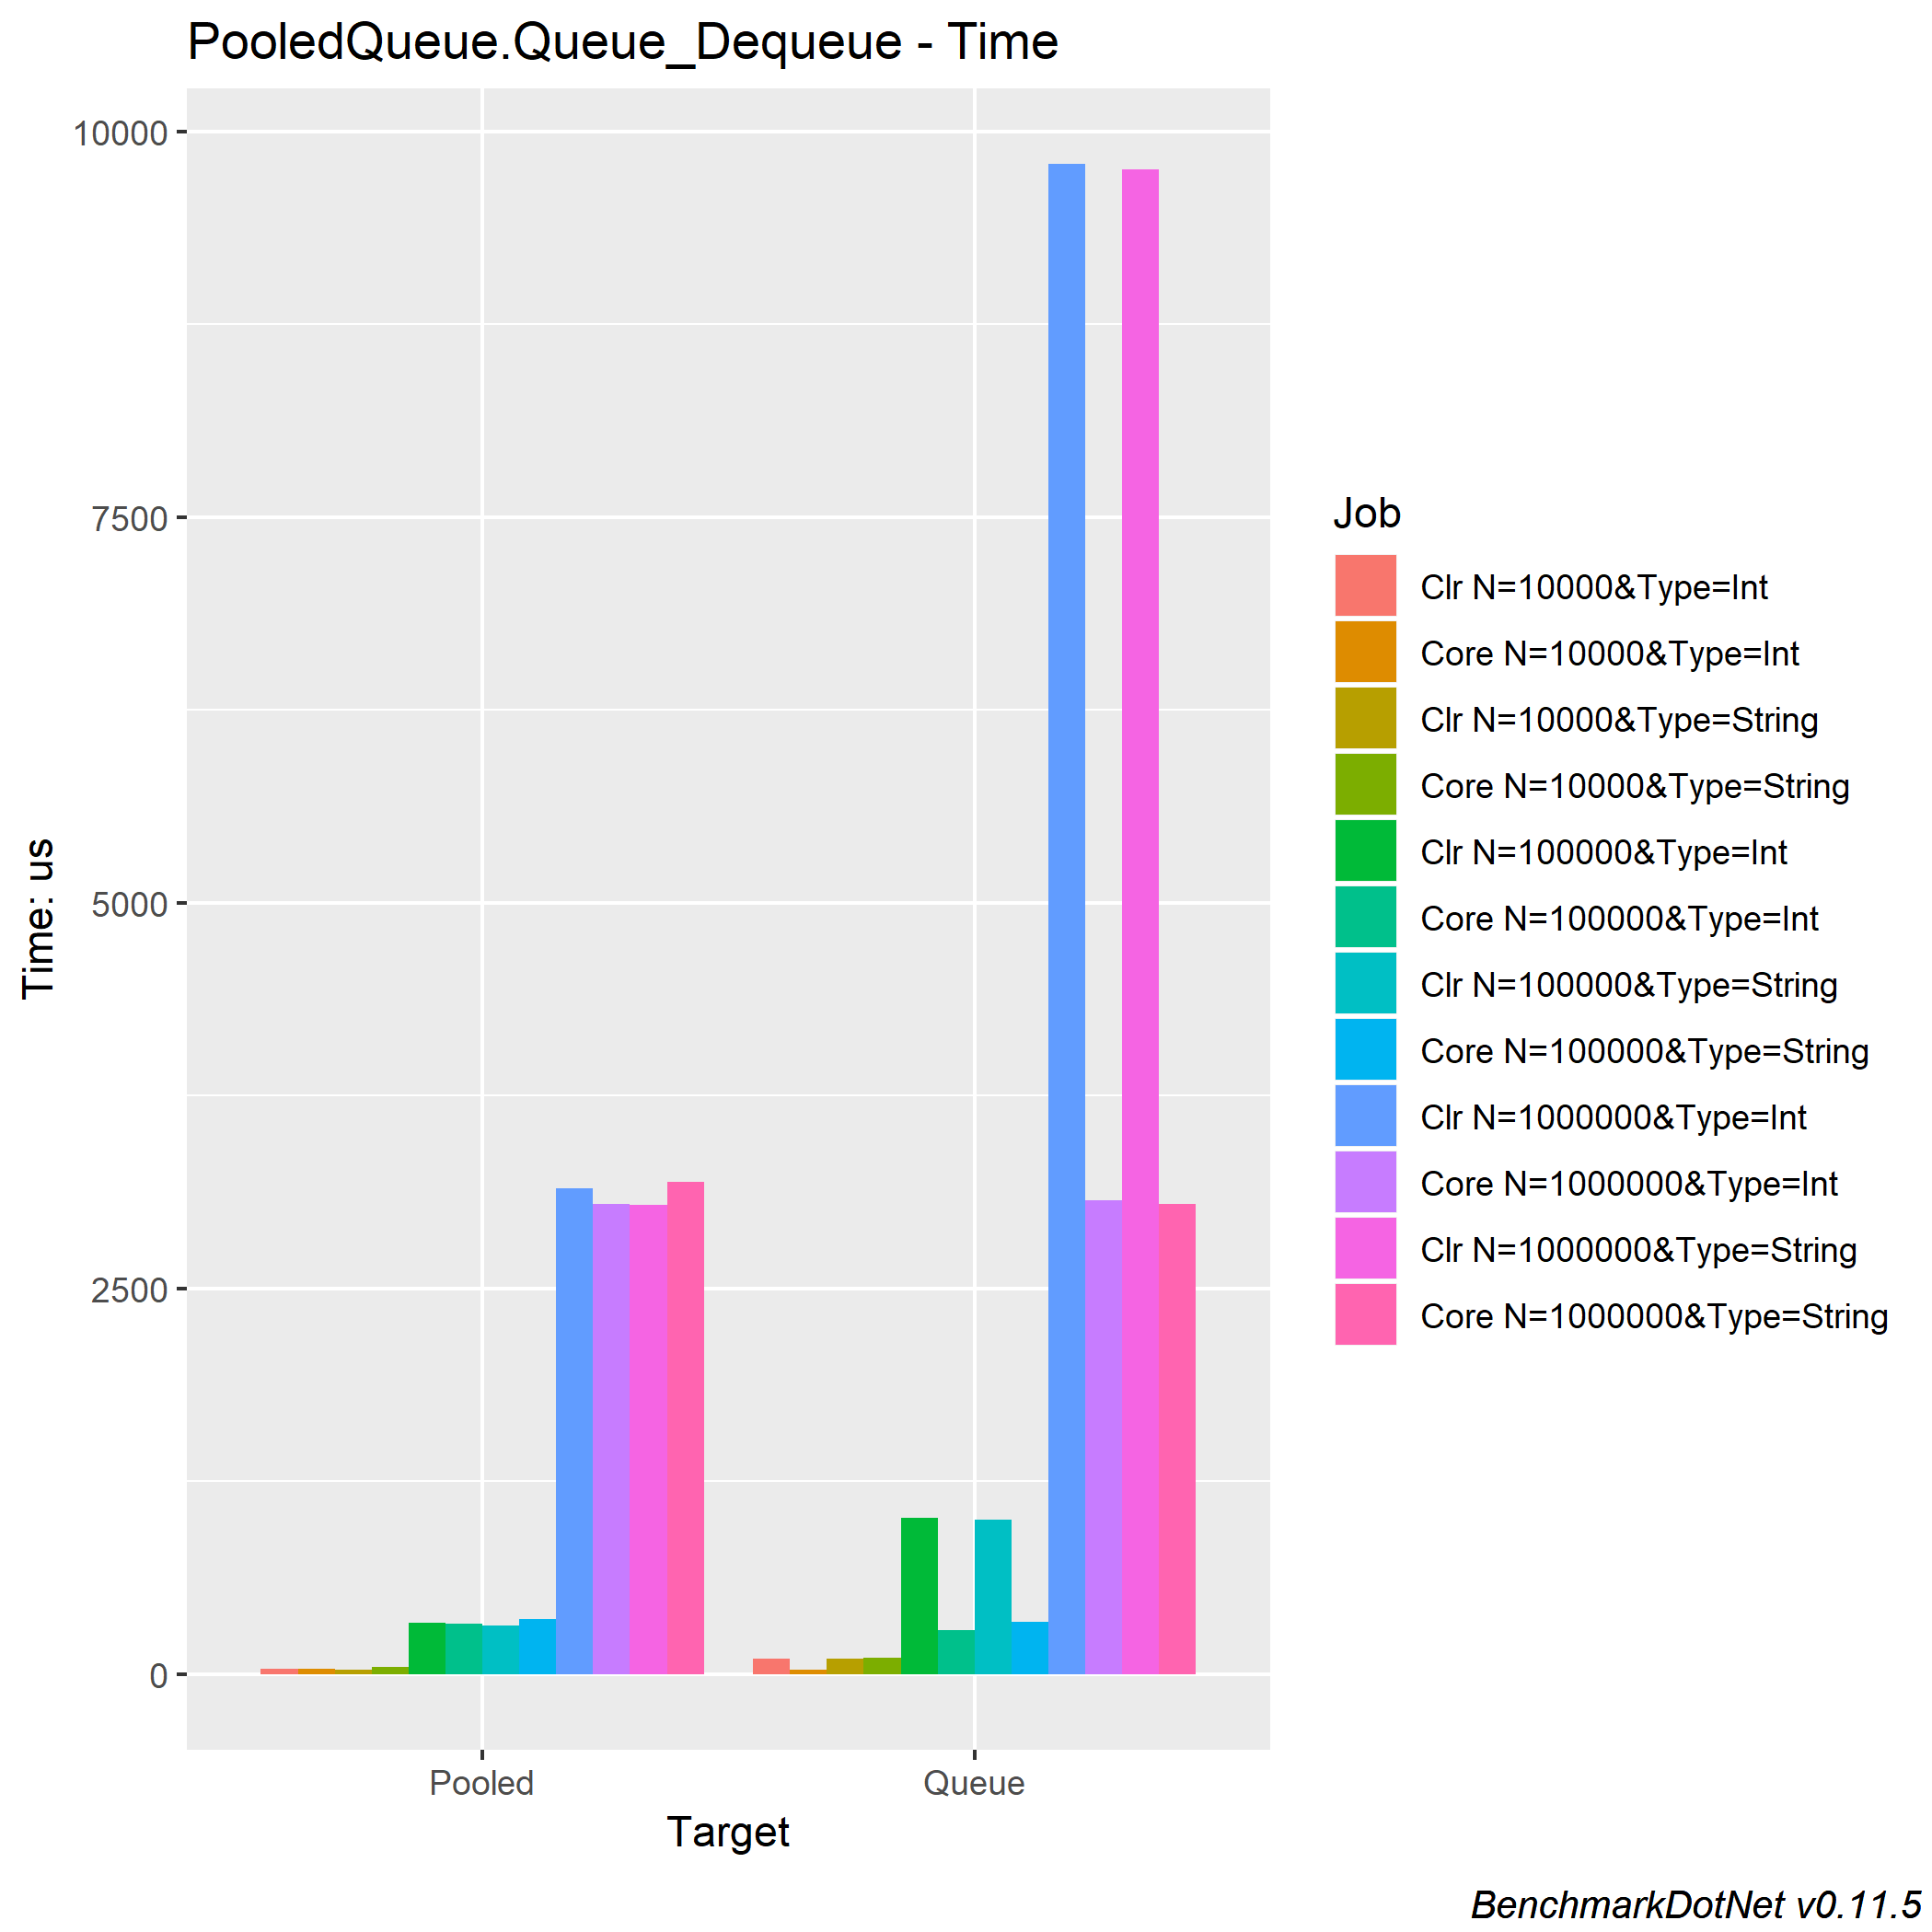 PooledQueue.Queue_Dequeue - Time
10000
7500
5000
2500
0
Time: us
Pooled
Queue
Target
Job
Clr N=10000&Type=Int
Core N=10000&Type=Int
Clr N=10000&Type=String
Core N=10000&Type=String
Clr N=100000&Type=Int
Core N=100000&Type=Int
Clr N=100000&Type=String
Core N=100000&Type=String
Clr N=1000000&Type=Int
Core N=1000000&Type=Int
Clr N=1000000&Type=String
Core N=1000000&Type=String
BenchmarkDotNet v0.11.5